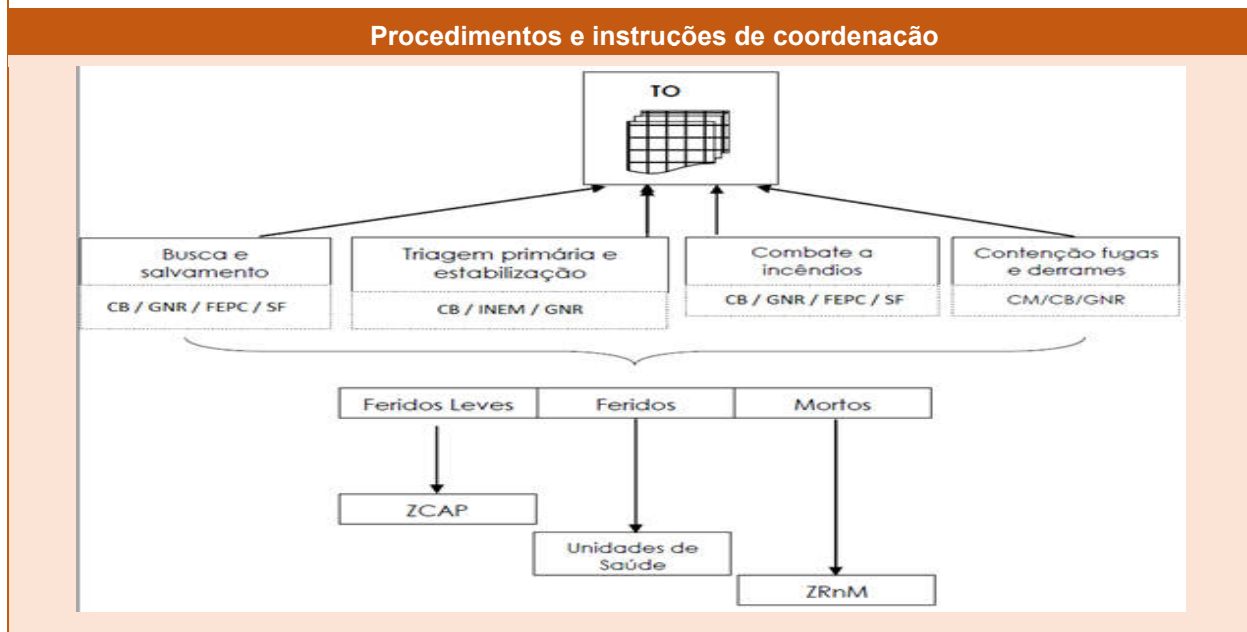 Procedimentos e instruções de coordenação
TO
Busca e
salvamento
CB / GNR / FEPC / SF
Triagem primária e
estabilização
CB / INEM / GNR
Combate a
incêndios
CB / GNR / FEPC / SF
Contenção fugas
e derrames
CM/CB/GNR
Feridos Leves
Feridos
Mortos
ZCAP
Unidades de
Saúde
ZRnM